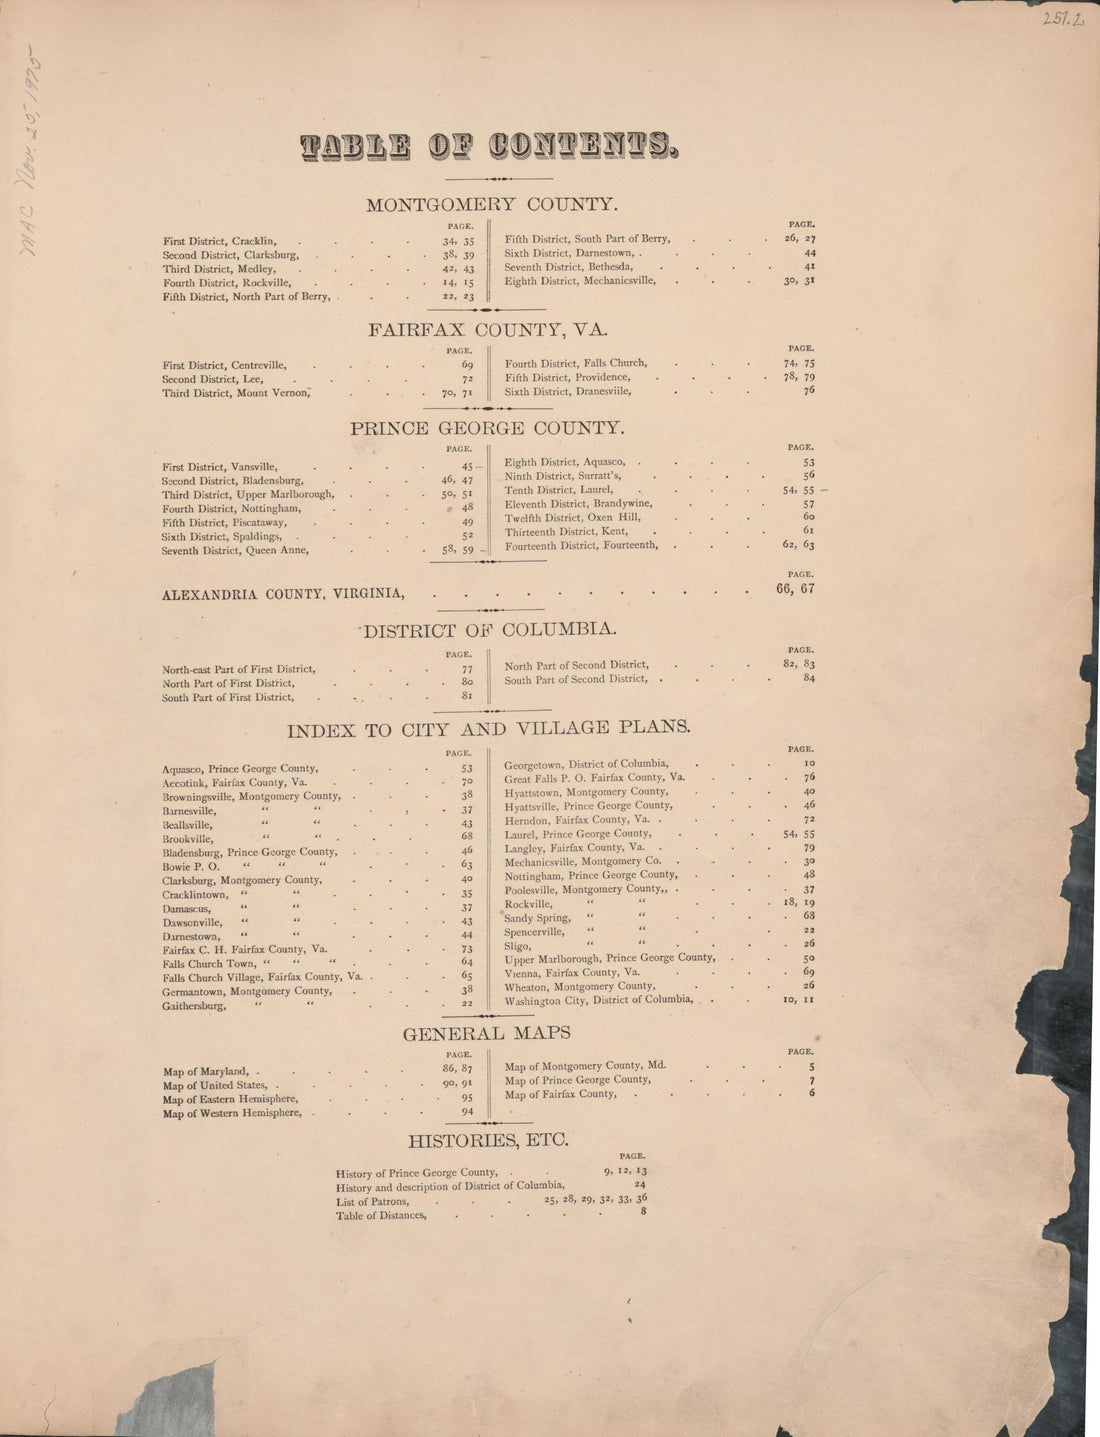 251.2
MAC Nov. 25, 1975
TABLE OF CONTENTS.
MONTGOMERY COUNTY.
PAGE.
First District, Cracklin, . . . . 34, 35
Second District, Clarksburg, . . . . 38, 39
Third District, Medley, . . . . 42, 43
Fourth District, Rockville, . . . . 14, 15
Fifth District, North Part of Berry, . . . 22, 23
PAGE.
Fifth District, South Part of Berry, . . . 26, 27
Sixth District, Darnestown, . . . . 44
Seventh District, Bethesda, . . . . 41
Eighth District, Mechanicsville, . . . 30, 31
FAIRFAX COUNTY, VA.
PAGE.
First District, Centreville, . . . . 69
Second District, Lee, . . . . 72
Third District, Mount Vernon, . . . 70, 71
PAGE.
Fourth District, Falls Church, . . . 74, 75
Fifth District, Providence, . . . . 78, 79
Sixth District, Dranesville, . . . 76
PRINCE GEORGE COUNTY.
PAGE.
First District, Vansville, . . . . 45
Second District, Bladensburg, . . . . 46, 47
Third District, Upper Marlborough, . . . 50, 51
Fourth District, Nottingham, . . . 48
Fifth District, Piscataway, . . . . 49
Sixth District, Spaldings, . . . . 52
Seventh District, Queen Anne, . . . 58, 59
PAGE.
Eighth District, Aquasco, . . . . 53
Ninth District, Surratt's, . . . . 56
Tenth District, Laurel, . . . . 54, 55
Eleventh District, Brandywine, . . . 57
Twelfth District, Oxen Hill, . . . 60
Thirteenth District, Kent, . . . . 61
Fourteenth District, Fourteenth, . . . 62, 63
PAGE.
ALEXANDRIA COUNTY, VIRGINIA, . . . . . . . . . . . 66, 67
DISTRICT OF COLUMBIA.
PAGE.
North-east Part of First District, . . . 77
North Part of First District, . . . . 80
South Part of First District, . . . . 81
PAGE.
North Part of Second District, . . . 82, 83
South Part of Second District, . . . . 84
INDEX TO CITY AND VILLAGE PLANS.
PAGE.
Aquasco, Prince George County, . . . 53
Accotink, Fairfax County, Va. . . . . 70
Browningsville, Montgomery County, . . . 38
Barnesville, “ “ . . . 37
Beallsville, “ “ . . . 43
Brookville, “ “ . . . . 68
Bladensburg, Prince George County, . . . 46
Bowie P. O. “ “ “ . . . 63
Clarksburg, Montgomery County, . . . 40
Cracklintown, “ “ . . . . 35
Damascus, “ “ . . . 37
Dawsonville, “ “ . . . . 43
Darnestown, “ “ . . . 44
Fairfax C. H. Fairfax County, Va. . . . 73
Falls Church Town, “ “ “ . . . 64
Falls Church Village, Fairfax County, Va. . . . 65
Germantown, Montgomery County, . . . 38
Gaithersburg, “ “ . . . 22
PAGE.
Georgetown, District of Columbia, . . . 10
Great Falls P. O. Fairfax County, Va. . . . 76
Hyattstown, Montgomery County, . . . 40
Hyattsville, Prince George County, . . . 46
Herndon, Fairfax County, Va. . . . . 72
Laurel, Prince George County, . . . 54, 55
Langley, Fairfax County, Va. . . . . 79
Mechanicsville, Montgomery Co. . . . . 30
Nottingham, Prince George County, . . . 48
Poolesville, Montgomery County,, . . . . 37
Rockville, “ “ . . . 18, 19
Sandy Spring, “ “ . . . . 68
Spencerville, “ “ . . . 22
Sligo, “ “ . . . . 26
Upper Marlborough, Prince George County, . . . 50
Vienna, Fairfax County, Va. . . . . 69
Wheaton, Montgomery County, . . . 26
Washington City, District of Columbia, . . . 10, 11
GENERAL MAPS
PAGE.
Map of Maryland, . . . . . 86, 87
Map of United States, . . . . . 90, 91
Map of Eastern Hemisphere, . . . . 95
Map of Western Hemisphere, . . . . 94
PAGE.
Map of Montgomery County, Md. . . . 5
Map of Prince George County, . . . 7
Map of Fairfax County, . . . . . 6
HISTORIES, ETC.
PAGE.
History of Prince George County, . . 9, 12, 13
History and description of District of Columbia, 24
List of Patrons, . . . 25, 28, 29, 32, 33, 36
Table of Distances, . . . . . 8